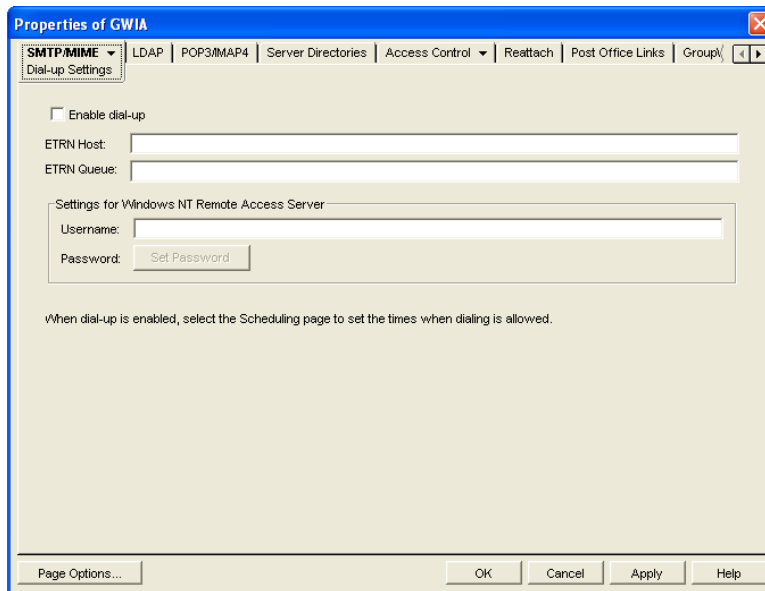 Properties of GWIA
SMTP/MIME LDAP POP3/IMAP4 Server Directories Access Control Reattach Post Office Links
Dial-up Settings
Enable dial-up
ETRN Host:
ETRN Queue:
Settings for Windows NT Remote Access Server
Username:
Password: Set Password
When dial-up is enabled, select the Scheduling page to set the times when dialing is allowed.
Page Options... OK Cancel Apply Help